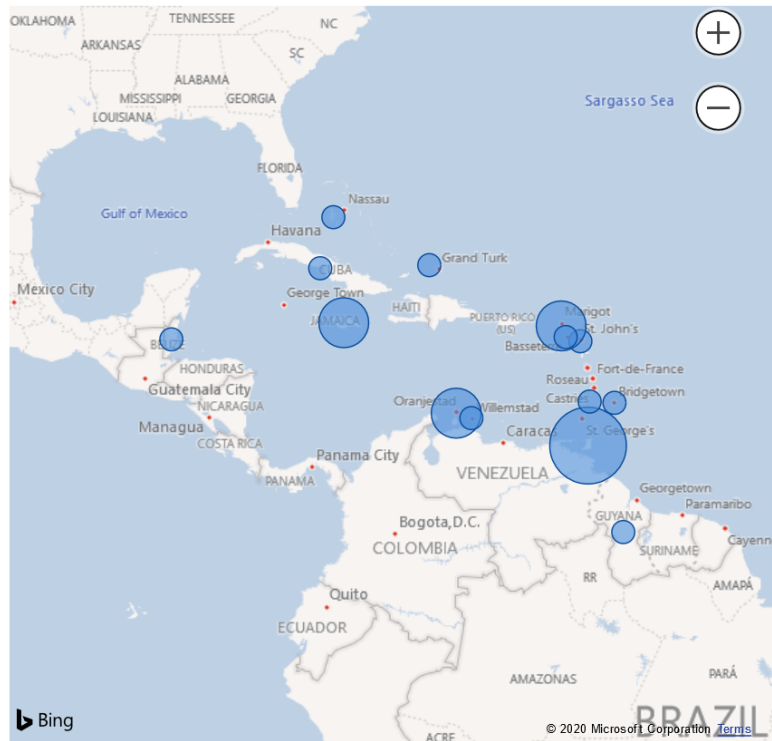 OKLAHOMA
TENNESSEE
NC
ARKANSAS
SC
ALABAMA
MISSISSIPPI
GEORGIA
LOUISIANA
Sargasso Sea
FLORIDA
Nassau
Gulf of Mexico
Havana
CUBA
Grand Turk
Mexico City
George Town
HAITI
JAMAICA
PUERTO RICO
(US)
Marigot
St. John's
Basseterre
BELIZE
HONDURAS
Guatemala City
NICARAGUA
Managua
COSTA RICA
Fort-de-France
Roseau
Castries
Bridgetown
Oranjestad
Willemstad
St. George's
Caracas
Panama City
PANAMA
VENEZUELA
Georgetown
Paramaribo
GUYANA
Bogota,D.C.
COLOMBIA
SURINAME
Cayenn
RR
AMAPÁ
Quito
ECUADOR
AMAZONAS
PARÁ
BRAZIL
ACRE
Bing
© 2020 Microsoft Corporation Terms